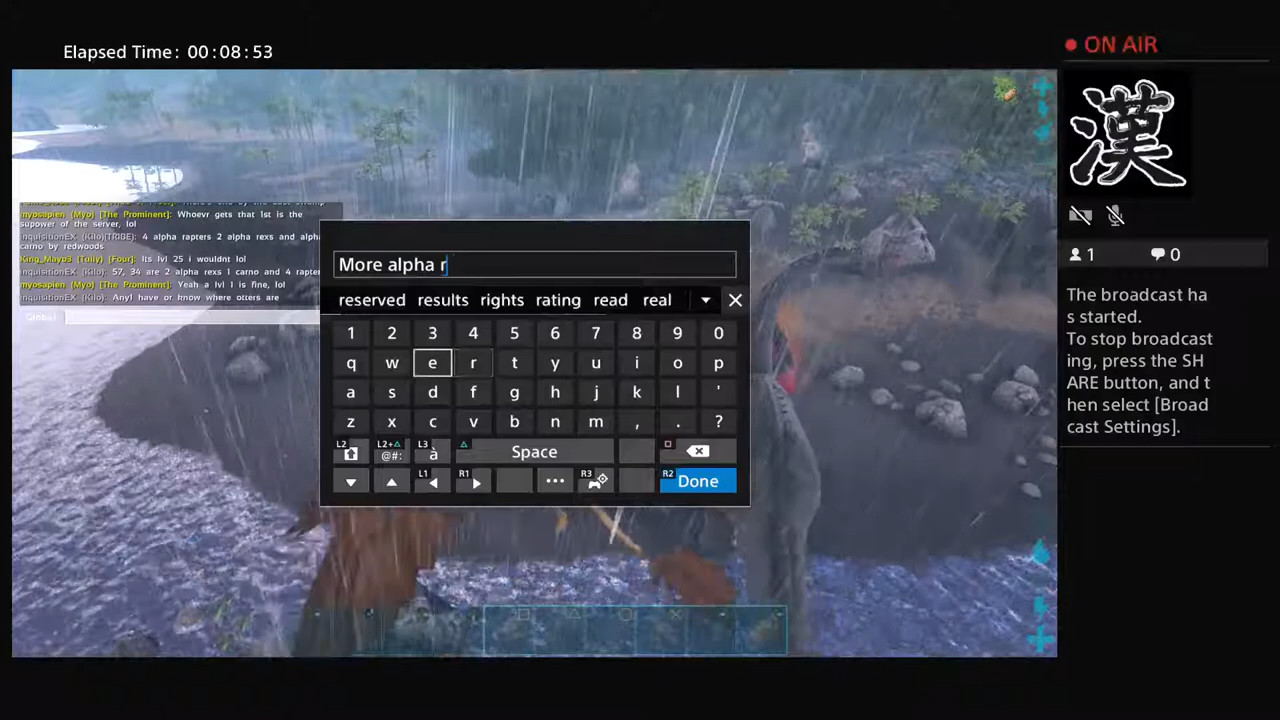 Elapsed Time: 00:08:53
ON AIR
漢
1 0
The broadcast ha
s started.
To stop broadcast
ing, press the SH
ARE button, and t
hen select [Broad
cast Settings].
myosapien (Myo) [The Prominent]: Whoevr gets that 1st is the
supower of the server, lol
inquisitionEX (Kilo)[TRIBE]: 4 alpha rapters 2 alpha rexs and alpha
carno by redwoods
King_Mayo3 (Tully) [Four]: Its lvl 25 i wouldnt lol
inquisitionEX (Kilo): 57, 34 are 2 alpha rexs 1 carno and 4 rapter
myosapien (Myo) [The Prominent]: Yeah a lvl 1 is fine, lol
inquisitionEX (Kilo): Anyl have or know where otters are
Global
More alpha r
reserved results rights rating read real
1 2 3 4 5 6 7 8 9 0
q w e r t y u i o p
a s d f g h j k l '
z x c v b n m , . ?
L2 L2+△ @#: L3 à Space
L1 R1 ... R3 R2 Done